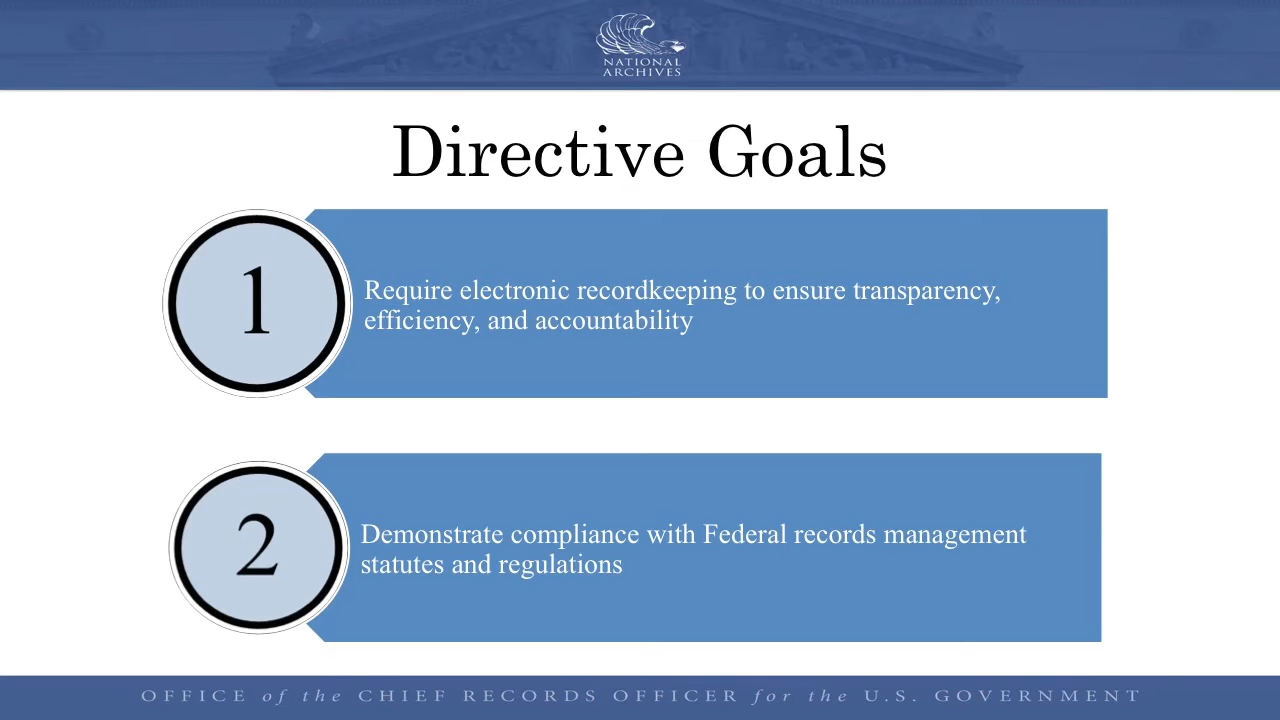 NATIONAL
ARCHIVES
Directive Goals
1
Require electronic recordkeeping to ensure transparency,
efficiency, and accountability
2
Demonstrate compliance with Federal records management
statutes and regulations
OFFICE of the CHIEF RECORDS OFFICER for the U.S. GOVERNMENT